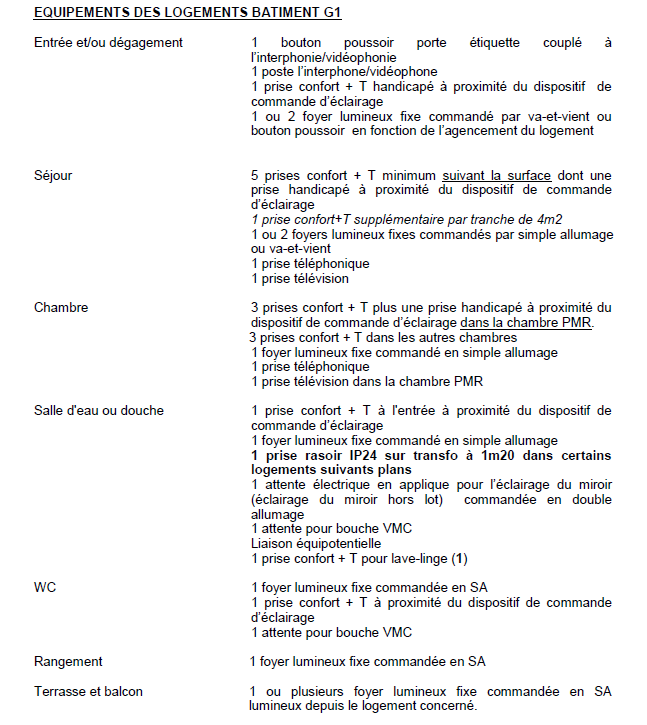 EQUIPEMENTS DES LOGEMENTS BATIMENT G1
Entrée et/ou dégagement
1 bouton poussoir porte étiquette couplé à
l'interphonie/vidéophonie
1 poste l'interphone/vidéophone
1 prise confort + T handicapé à proximité du dispositif de
commande d'éclairage
1 ou 2 foyer lumineux fixe commandé par va-et-vient ou
bouton poussoir en fonction de l'agencement du logement
Séjour
5 prises confort + T minimum suivant la surface dont une
prise handicapé à proximité du dispositif de commande
d'éclairage
1 prise confort+T supplémentaire par tranche de 4m2
1 ou 2 foyers lumineux fixes commandés par simple allumage
ou va-et-vient
1 prise téléphonique
1 prise télévision
Chambre
3 prises confort + T plus une prise handicapé à proximité du
dispositif de commande d'éclairage dans la chambre PMR.
3 prises confort + T dans les autres chambres
1 foyer lumineux fixe commandé en simple allumage
1 prise téléphonique
1 prise télévision dans la chambre PMR
Salle d'eau ou douche
1 prise confort + T à l'entrée à proximité du dispositif de
commande d'éclairage
1 foyer lumineux fixe commandé en simple allumage
1 prise rasoir IP24 sur transfo à 1m20 dans certains
logements suivants plans
1 attente électrique en applique pour l'éclairage du miroir
(éclairage du miroir hors lot) commandée en double
allumage
1 attente pour bouche VMC
Liaison équipotentielle
1 prise confort + T pour lave-linge (1)
WC
1 foyer lumineux fixe commandée en SA
1 prise confort + T à proximité du dispositif de commande
d'éclairage
1 attente pour bouche VMC
Rangement
1 foyer lumineux fixe commandée en SA
Terrasse et balcon
1 ou plusieurs foyer lumineux fixe commandée en SA
lumineux depuis le logement concerné.